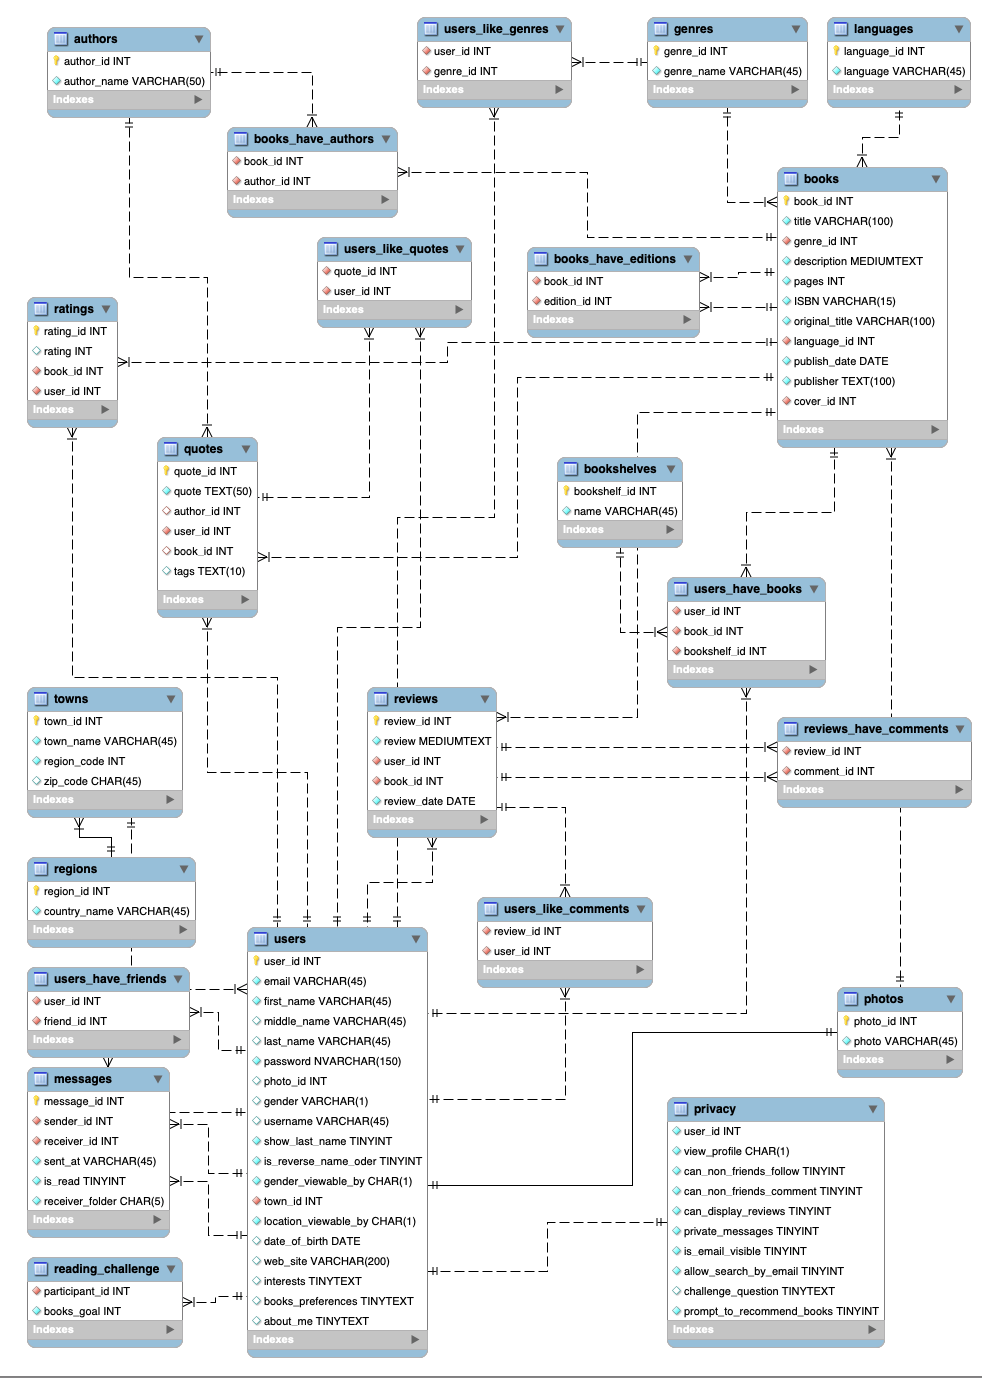 authors
author_id INT
author_name VARCHAR(50)
Indexes
users_like_genres
user_id INT
genre_id INT
Indexes
genres
genre_id INT
genre_name VARCHAR(45)
Indexes
languages
language_id INT
language VARCHAR(45)
Indexes
books_have_authors
book_id INT
author_id INT
Indexes
books
book_id INT
title VARCHAR(100)
genre_id INT
description MEDIUMTEXT
pages INT
ISBN VARCHAR(15)
original_title VARCHAR(100)
language_id INT
publish_date DATE
publisher TEXT(100)
cover_id INT
Indexes
users_like_quotes
quote_id INT
user_id INT
Indexes
books_have_editions
book_id INT
edition_id INT
Indexes
ratings
rating_id INT
rating INT
book_id INT
user_id INT
Indexes
quotes
quote_id INT
quote TEXT(50)
author_id INT
user_id INT
book_id INT
tags TEXT(10)
Indexes
bookshelves
bookshelf_id INT
name VARCHAR(45)
Indexes
users_have_books
user_id INT
book_id INT
bookshelf_id INT
Indexes
towns
town_id INT
town_name VARCHAR(45)
region_code INT
zip_code CHAR(45)
Indexes
reviews
review_id INT
review MEDIUMTEXT
user_id INT
book_id INT
review_date DATE
Indexes
reviews_have_comments
review_id INT
comment_id INT
Indexes
regions
region_id INT
country_name VARCHAR(45)
Indexes
users_like_comments
review_id INT
user_id INT
Indexes
users
user_id INT
email VARCHAR(45)
first_name VARCHAR(45)
middle_name VARCHAR(45)
last_name VARCHAR(45)
password NVARCHAR(150)
photo_id INT
gender VARCHAR(1)
username VARCHAR(45)
show_last_name TINYINT
is_reverse_name_oder TINYINT
gender_viewable_by CHAR(1)
town_id INT
location_viewable_by CHAR(1)
date_of_birth DATE
web_site VARCHAR(200)
interests TINYTEXT
books_preferences TINYTEXT
about_me TINYTEXT
Indexes
users_have_friends
user_id INT
friend_id INT
Indexes
photos
photo_id INT
photo VARCHAR(45)
Indexes
messages
message_id INT
sender_id INT
receiver_id INT
sent_at VARCHAR(45)
is_read TINYINT
receiver_folder CHAR(5)
Indexes
privacy
user_id INT
view_profile CHAR(1)
can_non_friends_follow TINYINT
can_non_friends_comment TINYINT
can_display_reviews TINYINT
private_messages TINYINT
is_email_visible TINYINT
allow_search_by_email TINYINT
challenge_question TINYTEXT
prompt_to_recommend_books TINYINT
Indexes
reading_challenge
participant_id INT
books_goal INT
Indexes